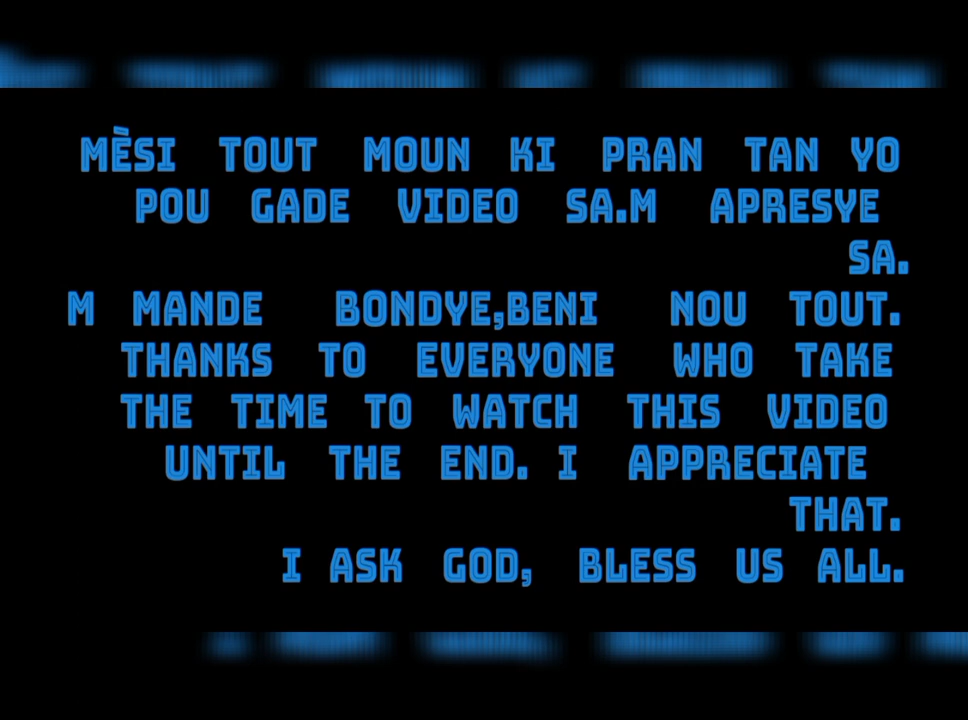 MÈSI TOUT MOUN KI PRAN TAN YO
POU GADE VIDEO SA.M APRESYE
SA.
M MANDE BONDYE,BENI NOU TOUT.
THANKS TO EVERYONE WHO TAKE
THE TIME TO WATCH THIS VIDEO
UNTIL THE END. I APPRECIATE
THAT.
I ASK GOD, BLESS US ALL.